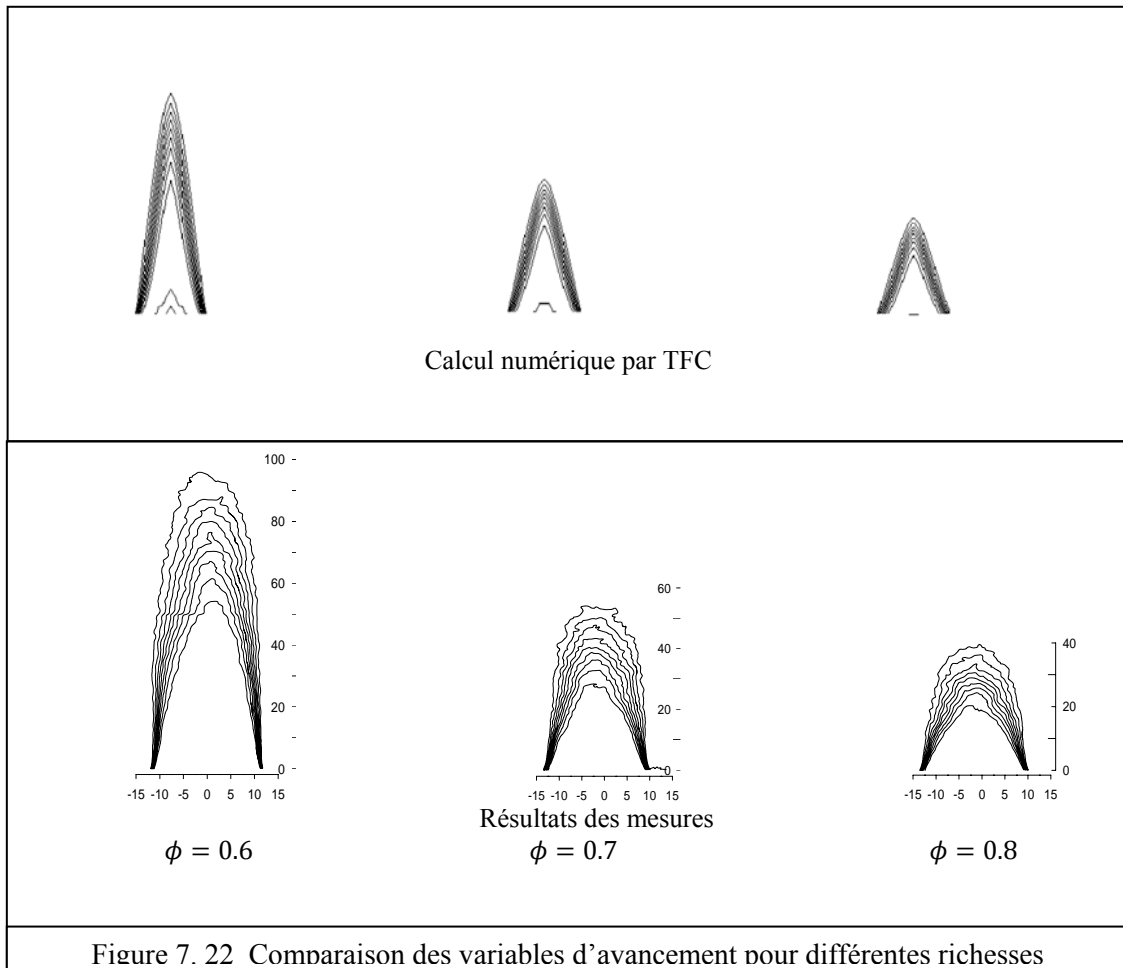 Calcul numérique par TFC
100
80
60
40
20
0
-15 -10 -5 0 5 10 15
60
40
20
0
-15 -10 -5 0 5 10 15
40
20
0
-15 -10 -5 0 5 10 15
Résultats des mesures
𝜙 = 0.6 𝜙 = 0.7 𝜙 = 0.8
Figure 7. 22 Comparaison des variables d’avancement pour différentes richesses